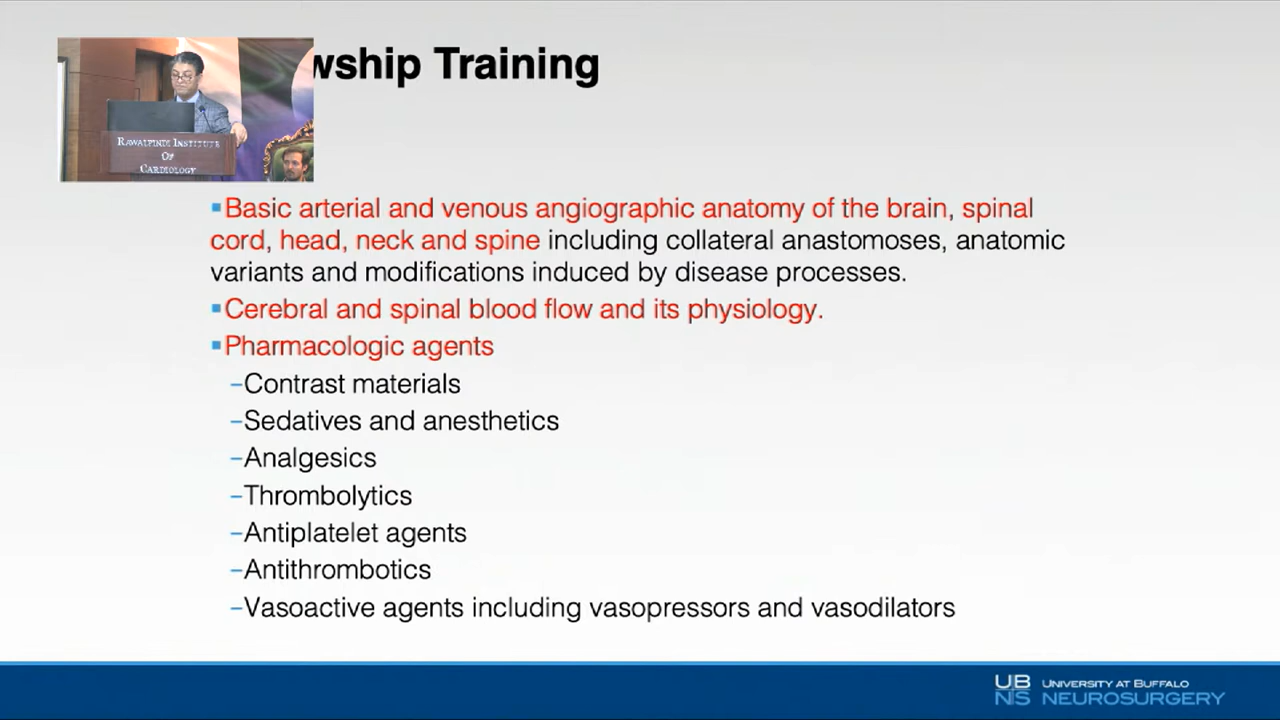 wship Training
RAWALPINDI INSTITUTE
OF
CARDIOLOGY
▪Basic arterial and venous angiographic anatomy of the brain, spinal
cord, head, neck and spine including collateral anastomoses, anatomic
variants and modifications induced by disease processes.
▪Cerebral and spinal blood flow and its physiology.
▪Pharmacologic agents
–Contrast materials
–Sedatives and anesthetics
–Analgesics
–Thrombolytics
–Antiplatelet agents
–Antithrombotics
–Vasoactive agents including vasopressors and vasodilators
UB
NS
UNIVERSITY AT BUFFALO
NEUROSURGERY